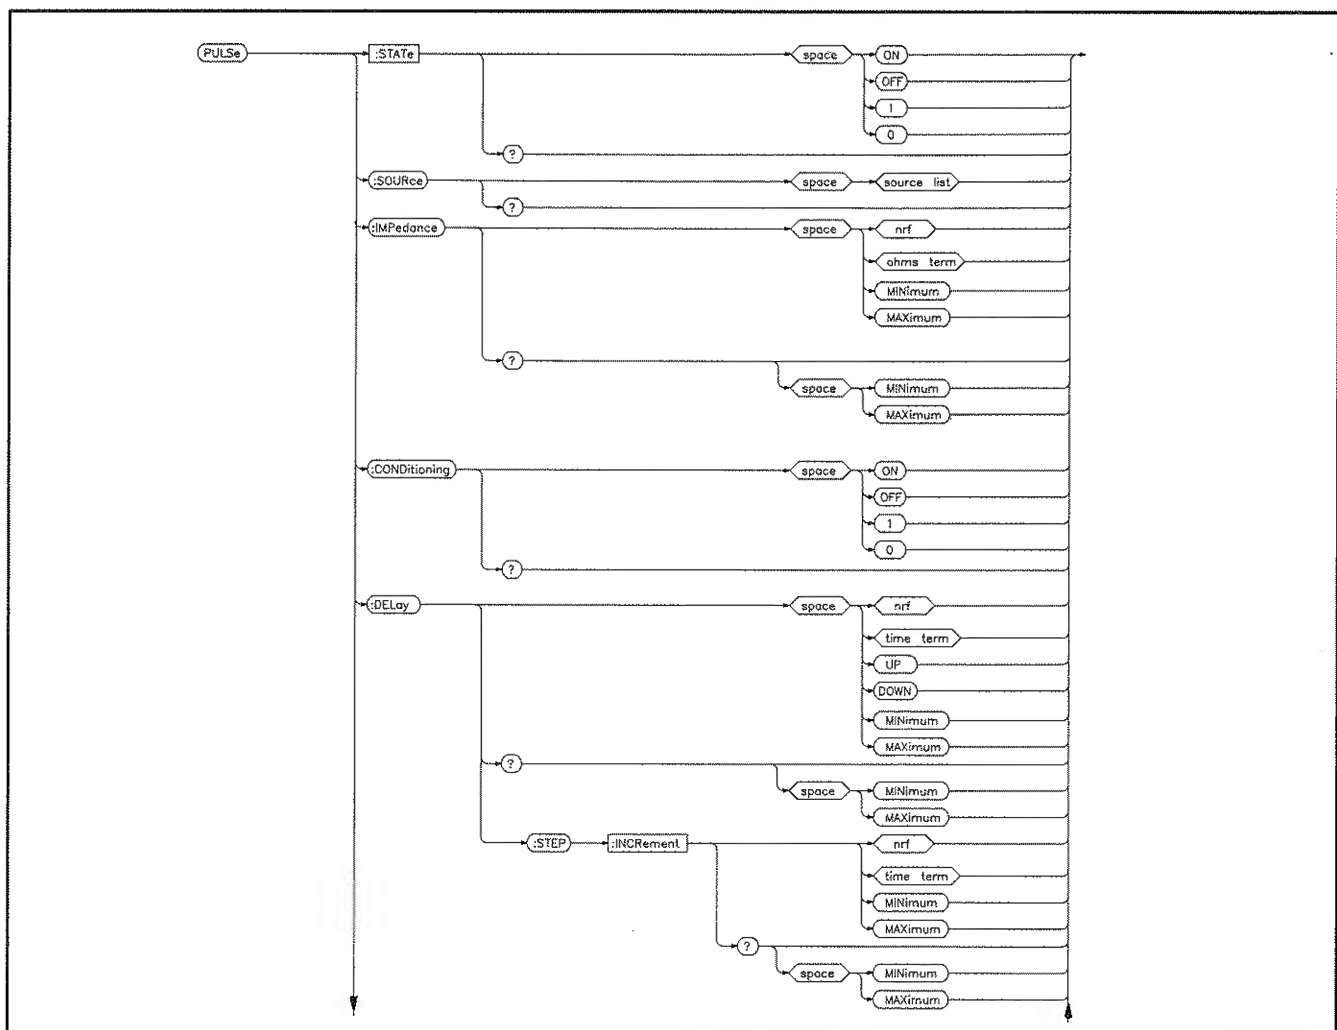 PULSe :STATe space ON
OFF
1
0
?
:SOURce space source list
?
:IMPedance space nrf
ohms term
MINimum
MAXimum
?
space MINimum
MAXimum
:CONDitioning space ON
OFF
1
0
?
:DELay space nrf
time term
UP
DOWN
MINimum
MAXimum
?
space MINimum
MAXimum
:STEP :INCRement nrf
time term
MINimum
MAXimum
?
space MINimum
MAXimum